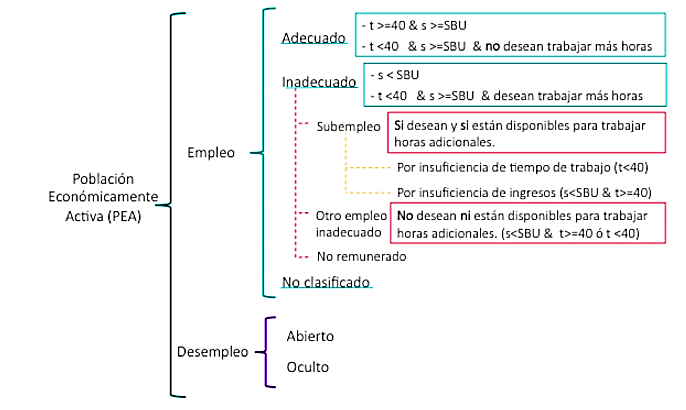 - t >=40 & s >=SBU
Adecuado
- t <40 & s >=SBU & no desean trabajar más horas
- s < SBU
Inadecuado
- t <40 & s >=SBU & desean trabajar más horas
Subempleo
Si desean y si están disponibles para trabajar
horas adicionales.
Empleo
Por insuficiencia de tiempo de trabajo (t<40)
Población
Económicamente
Activa (PEA)
Por insuficiencia de ingresos (s<SBU & t>=40)
Otro empleo
inadecuado
No desean ni están disponibles para trabajar
horas adicionales. (s<SBU & t>=40 ó t <40)
No remunerado
No clasificado
Abierto
Desempleo
Oculto